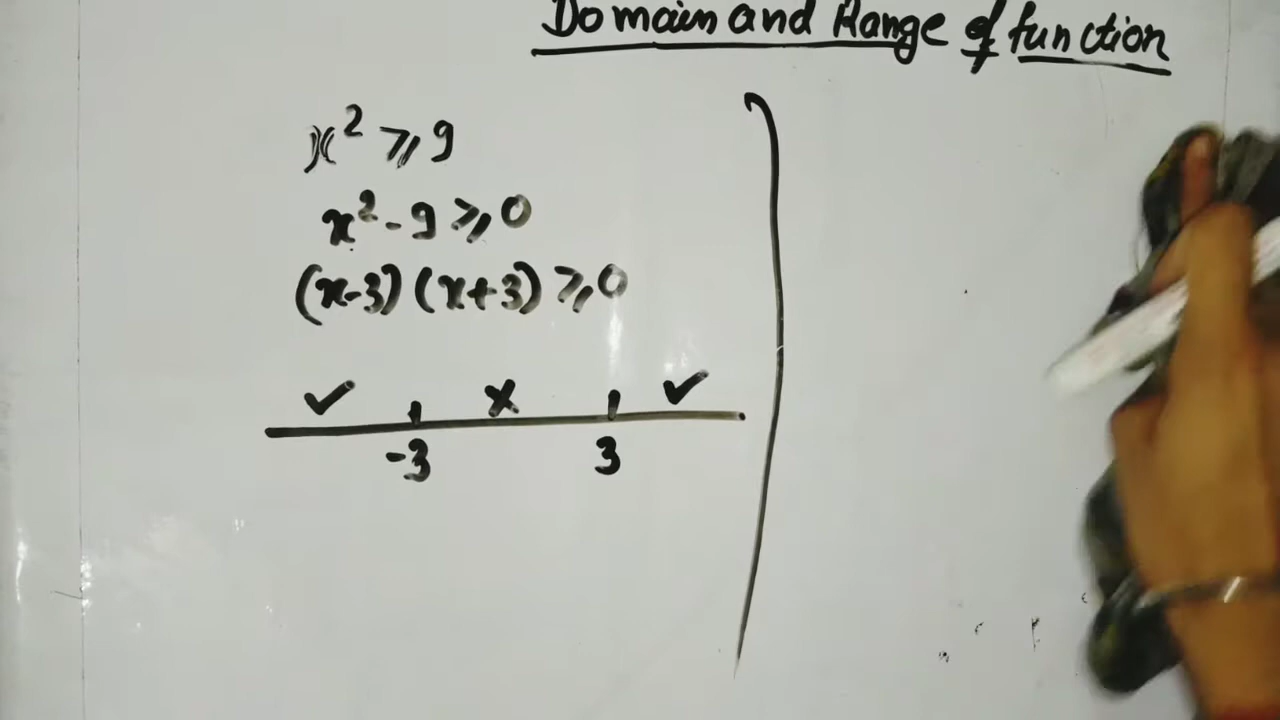 Domain and Range of function
x² ⩾ 9
x² - 9 ⩾ 0
(x-3) (x+3) ⩾ 0
✓ × ✓
-3 3